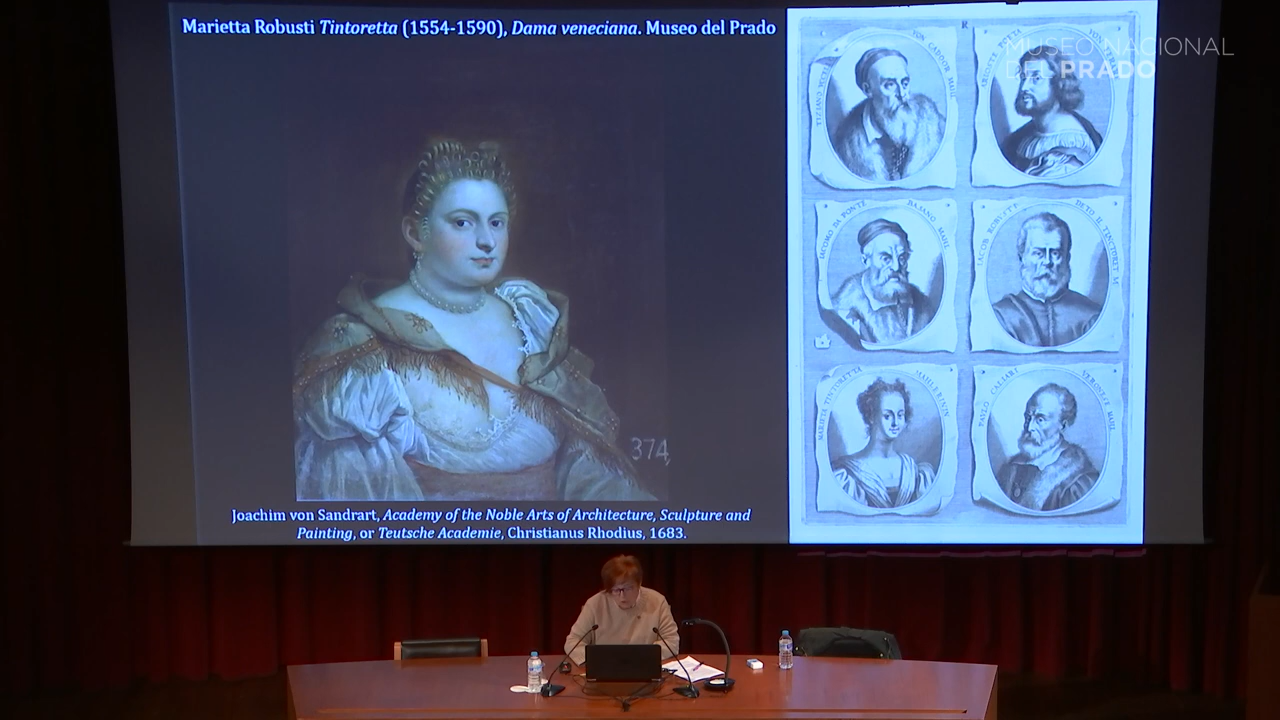 Marietta Robusti Tintoretta (1554-1590), Dama veneciana. Museo del Prado
MUSEO NACIONAL
DEL PRADO
374
Joachim von Sandrart, Academy of the Noble Arts of Architecture, Sculpture and
Painting, or Teutsche Academie, Christianus Rhodius, 1683.